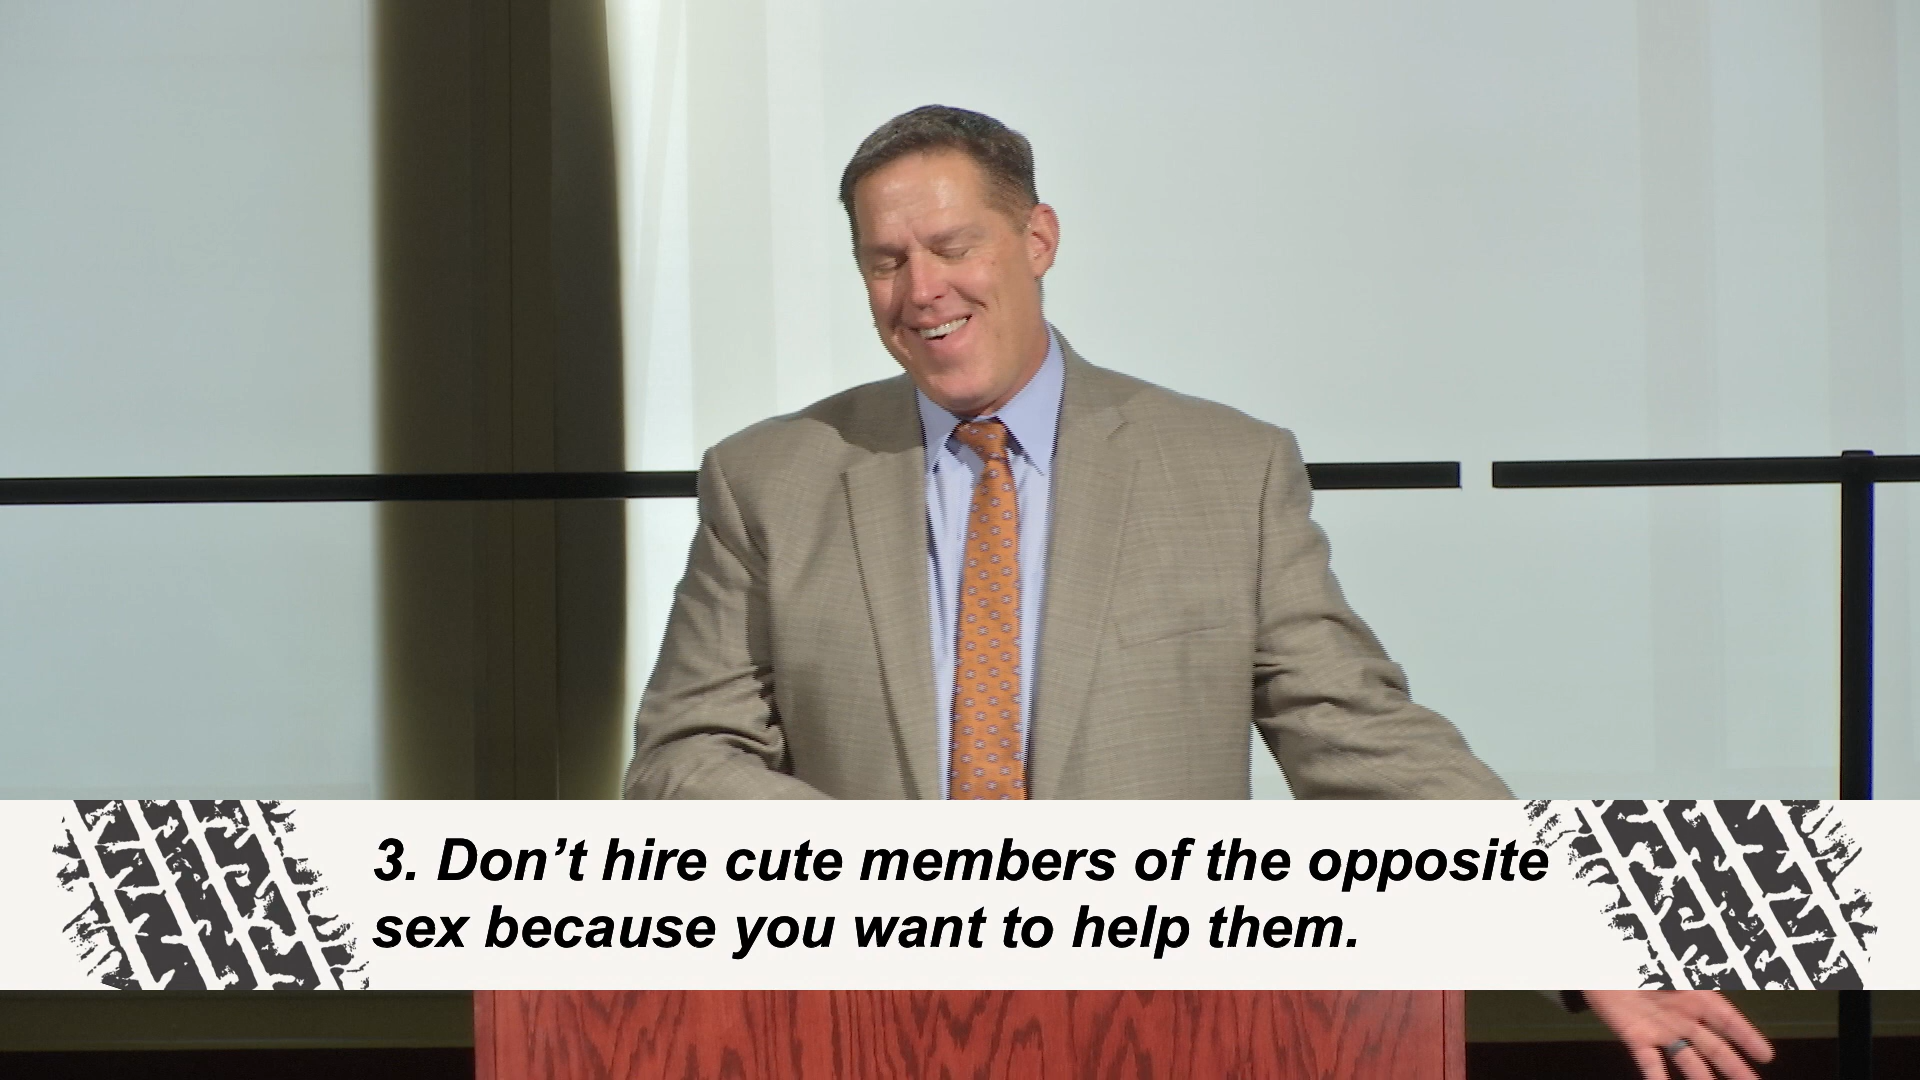 3. Don’t hire cute members of the opposite
sex because you want to help them.